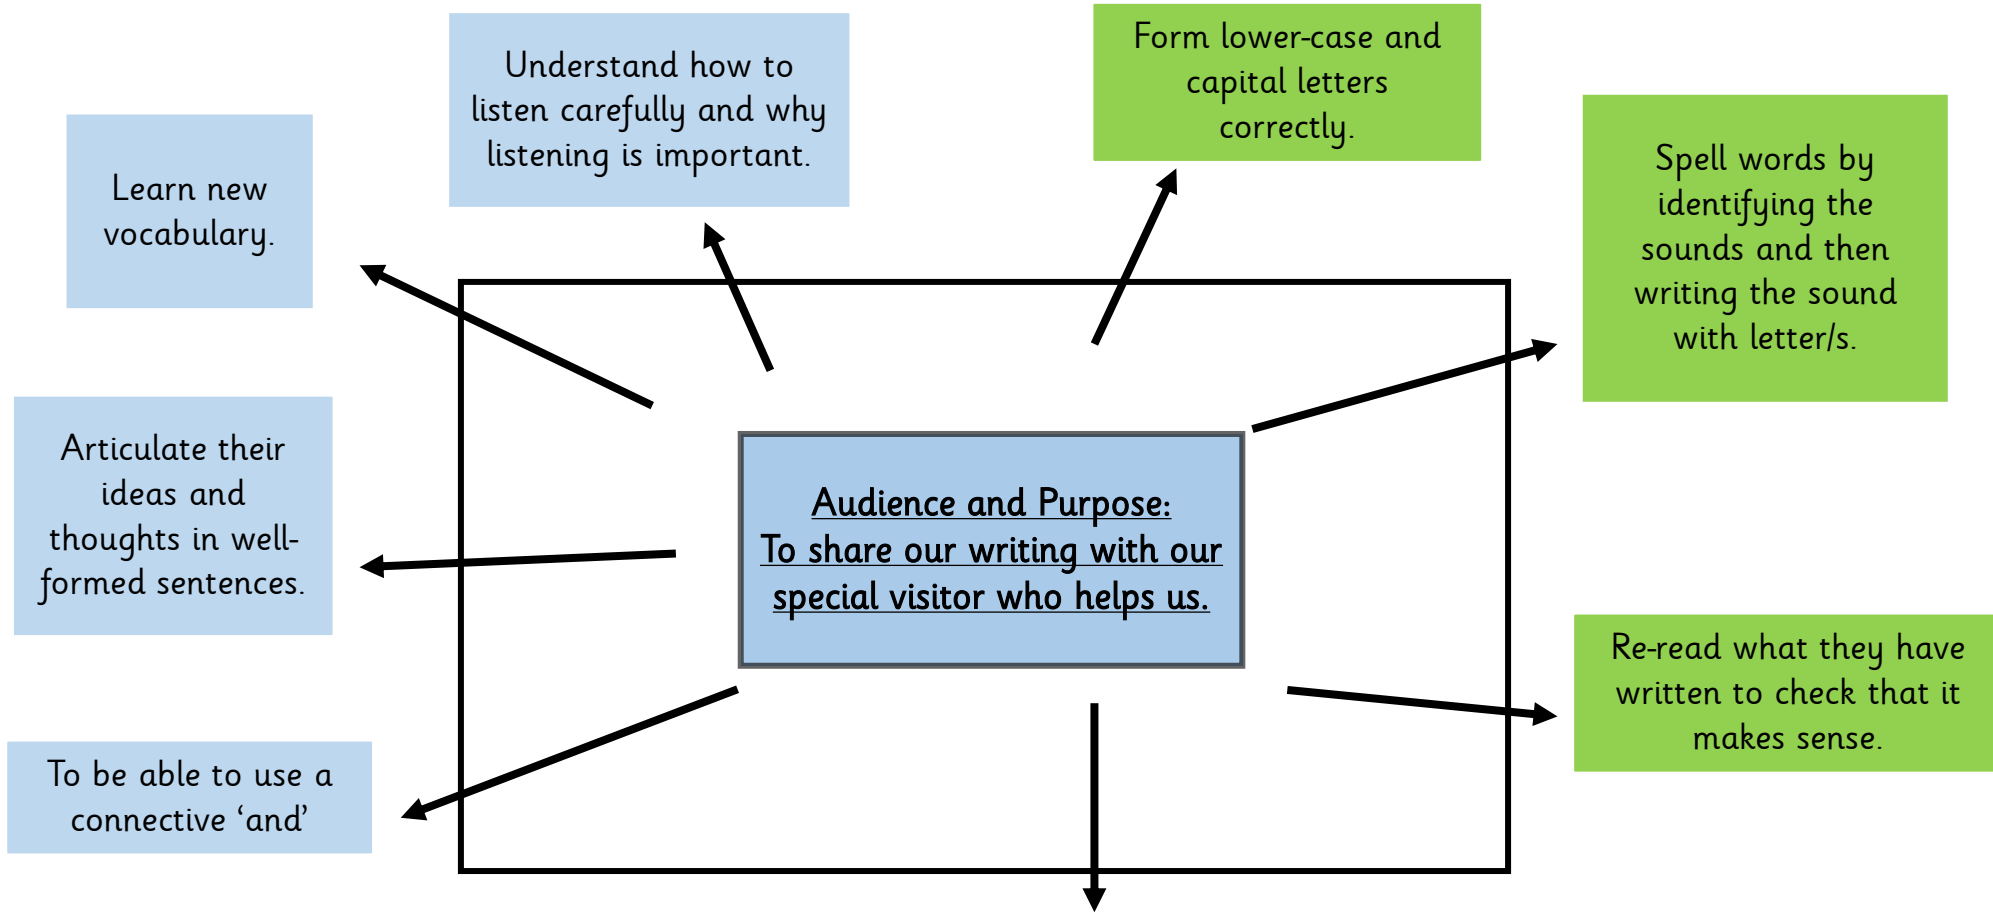 Understand how to
listen carefully and why
listening is important.
Form lower-case and
capital letters
correctly.
Learn new
vocabulary.
Spell words by
identifying the
sounds and then
writing the sound
with letter/s.
Articulate their
ideas and
thoughts in well-
formed sentences.
Audience and Purpose:
To share our writing with our
special visitor who helps us.
Re-read what they have
written to check that it
makes sense.
To be able to use a
connective ‘and’